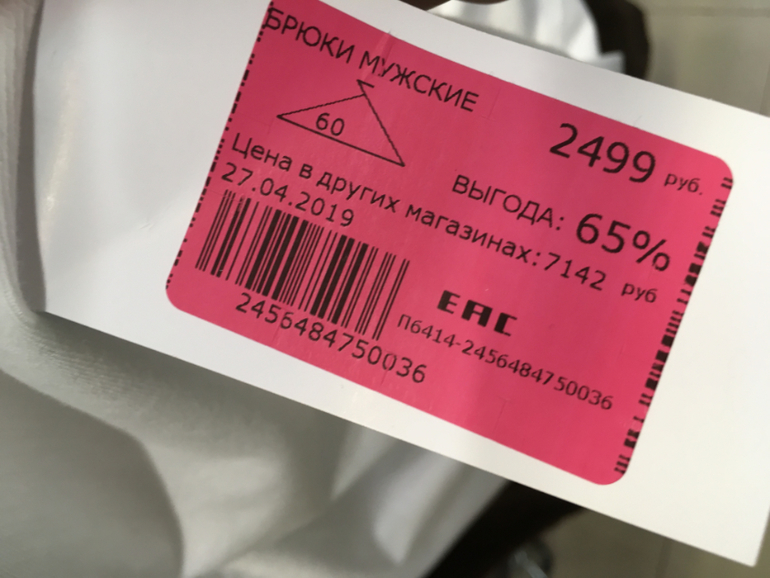 БРЮКИ МУЖСКИЕ
60
2499 руб.
ВЫГОДА: 65%
Цена в других магазинах: 7142 руб
27.04.2019
EAC
2456484750036
П6414-2456484750036